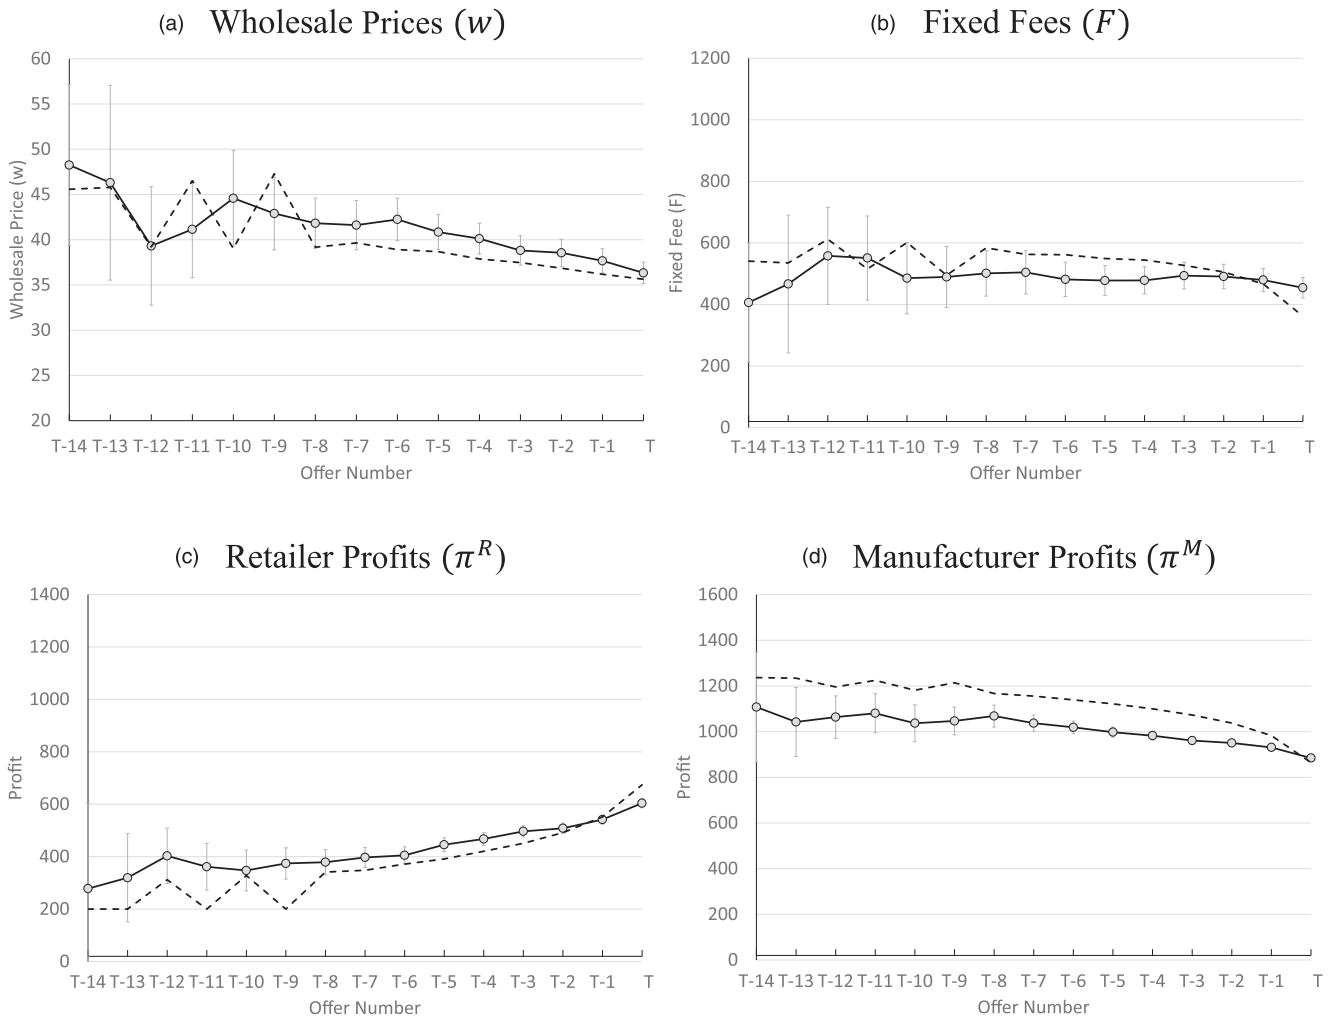 (a) Wholesale Prices (w)
60
55
50
45
40
35
30
25
20
Wholesale Price (w)
T-14 T-13 T-12 T-11 T-10 T-9 T-8 T-7 T-6 T-5 T-4 T-3 T-2 T-1 T
Offer Number
(b) Fixed Fees (F)
1200
1000
800
600
400
200
0
Fixed Fee (F)
T-14 T-13 T-12 T-11 T-10 T-9 T-8 T-7 T-6 T-5 T-4 T-3 T-2 T-1 T
Offer Number
(c) Retailer Profits (π^R)
1400
1200
1000
800
600
400
200
0
Profit
T-14 T-13 T-12 T-11 T-10 T-9 T-8 T-7 T-6 T-5 T-4 T-3 T-2 T-1 T
Offer Number
(d) Manufacturer Profits (π^M)
1600
1400
1200
1000
800
600
400
200
0
Profit
T-14 T-13 T-12 T-11 T-10 T-9 T-8 T-7 T-6 T-5 T-4 T-3 T-2 T-1 T
Offer Number